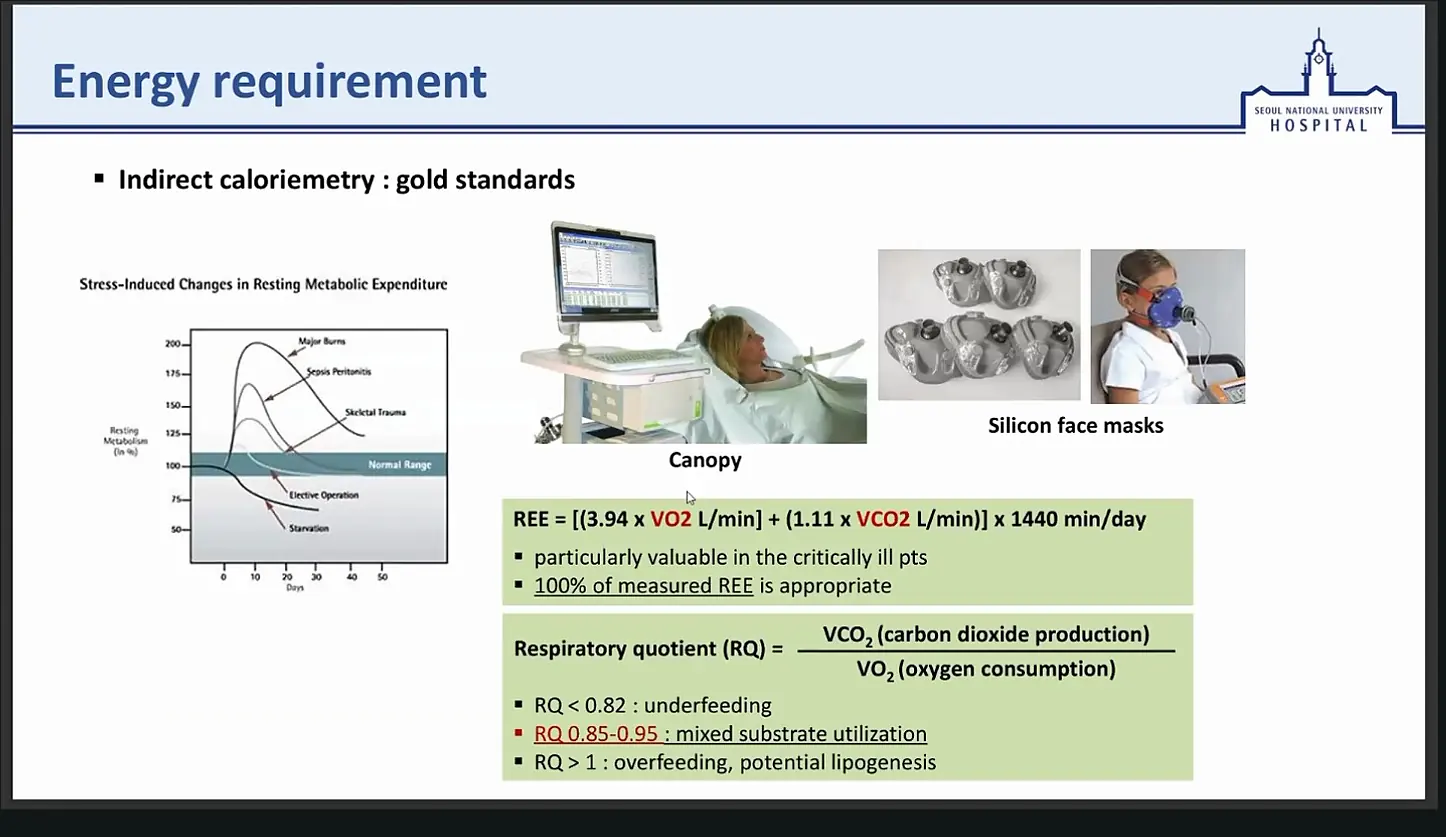 Energy requirement
SEOUL NATIONAL UNIVERSITY
HOSPITAL
▪ Indirect caloriemetry : gold standards
Stress-Induced Changes in Resting Metabolic Expenditure
200
175
150
125
100
75
50
Resting
Metabolism
(In %)
Major Burns
Sepsis Peritonitis
Skeletal Trauma
Normal Range
Elective Operation
Starvation
0 10 20 30 40 50
Days
Canopy
Silicon face masks
REE = [(3.94 x VO2 L/min] + (1.11 x VCO2 L/min)] x 1440 min/day
▪ particularly valuable in the critically ill pts
▪ 100% of measured REE is appropriate
Respiratory quotient (RQ) =
VCO2 (carbon dioxide production)
VO2 (oxygen consumption)
▪ RQ < 0.82 : underfeeding
▪ RQ 0.85-0.95 : mixed substrate utilization
▪ RQ > 1 : overfeeding, potential lipogenesis